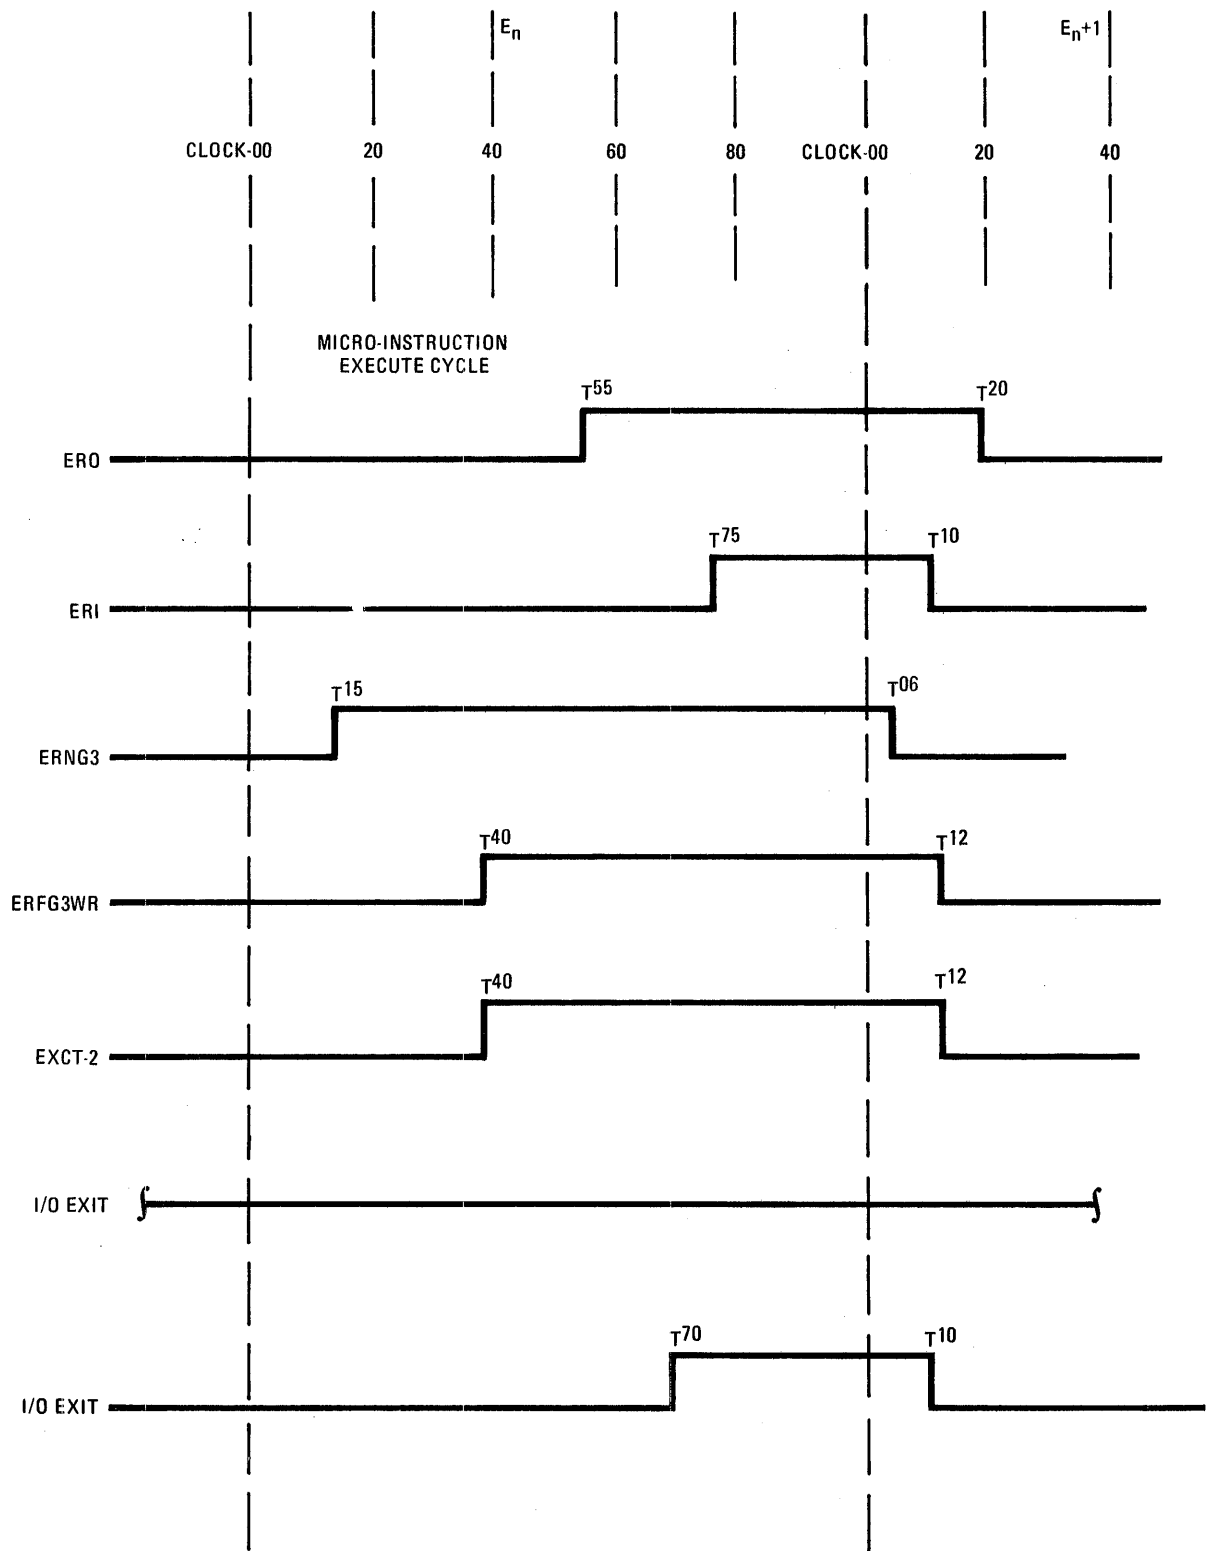 En
En+1
CLOCK-00 20 40 60 80 CLOCK-00 20 40
MICRO-INSTRUCTION
EXECUTE CYCLE
T55 T20
ERO
T75 T10
ERI
T15 T06
ERNG3
T40 T12
ERFG3WR
T40 T12
EXCT-2
I/O EXIT
T70 T10
I/O EXIT